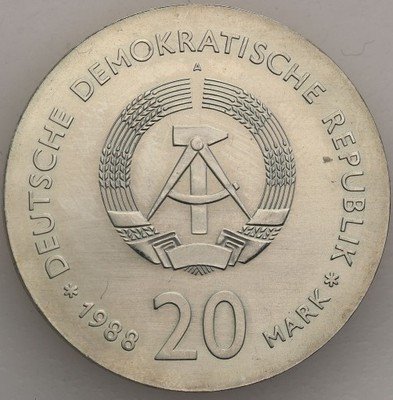 DEUTSCHE DEMOKRATISCHE REPUBLIK
A
* 1988 20 MARK *